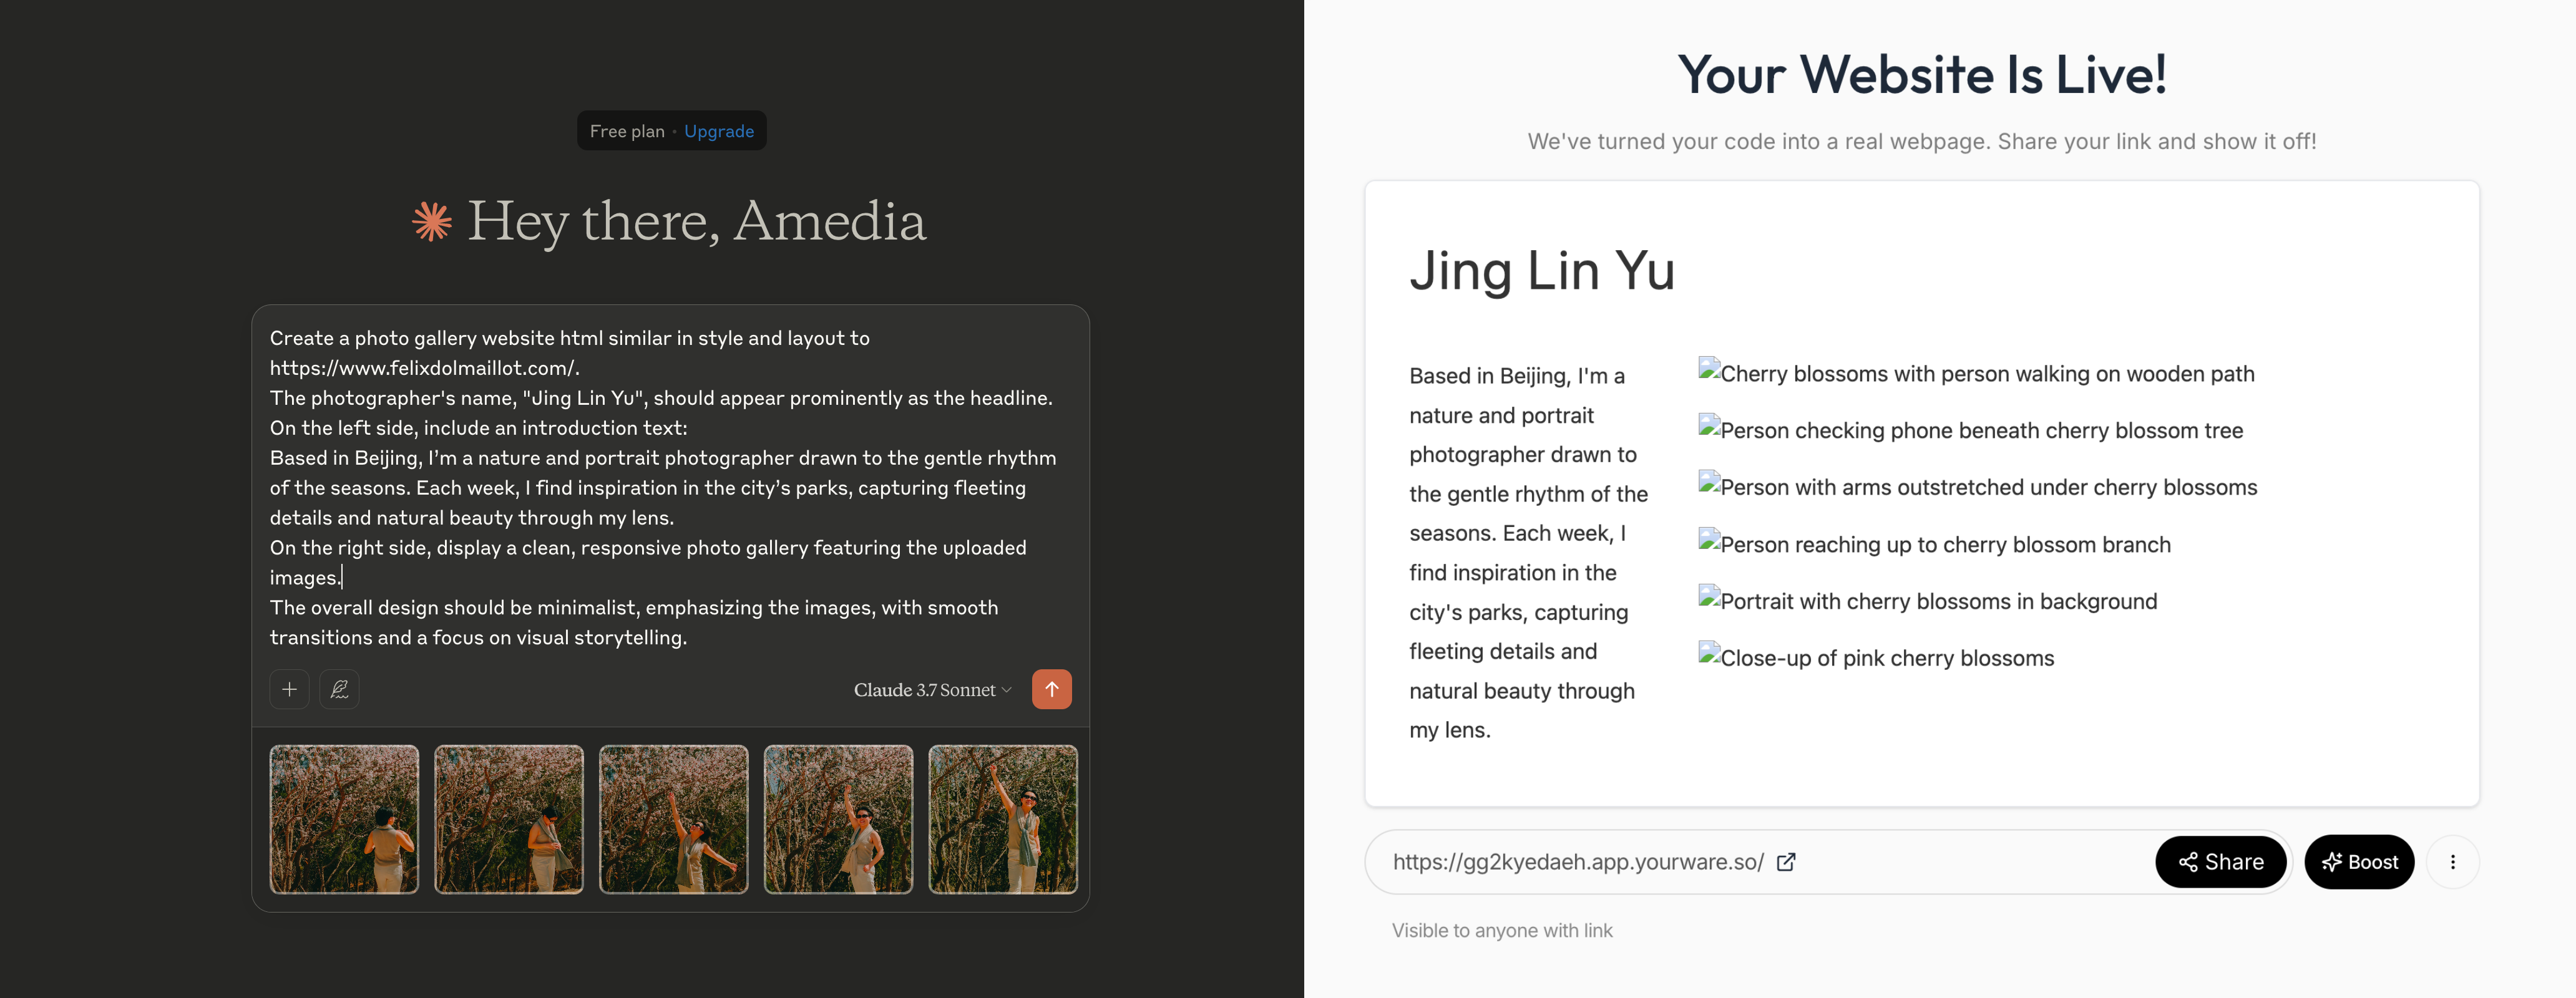 Free plan • Upgrade
Hey there, Amedia
Create a photo gallery website html similar in style and layout to
https://www.felixdolmaillot.com/.
The photographer's name, "Jing Lin Yu", should appear prominently as the headline.
On the left side, include an introduction text:
Based in Beijing, I’m a nature and portrait photographer drawn to the gentle rhythm
of the seasons. Each week, I find inspiration in the city’s parks, capturing fleeting
details and natural beauty through my lens.
On the right side, display a clean, responsive photo gallery featuring the uploaded
images.
The overall design should be minimalist, emphasizing the images, with smooth
transitions and a focus on visual storytelling.
Claude 3.7 Sonnet
Your Website Is Live!
We've turned your code into a real webpage. Share your link and show it off!
Jing Lin Yu
Based in Beijing, I'm a
nature and portrait
photographer drawn to
the gentle rhythm of the
seasons. Each week, I
find inspiration in the
city's parks, capturing
fleeting details and
natural beauty through
my lens.
Cherry blossoms with person walking on wooden path
Person checking phone beneath cherry blossom tree
Person with arms outstretched under cherry blossoms
Person reaching up to cherry blossom branch
Portrait with cherry blossoms in background
Close-up of pink cherry blossoms
https://gg2kyedaeh.app.yourware.so/
Share
Boost
Visible to anyone with link